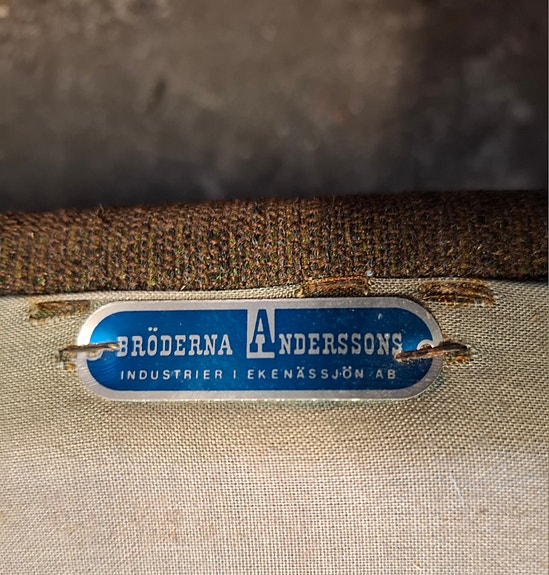 BRÖDERNA ANDERSSONS
INDUSTRIER I EKENÄSSJÖN AB